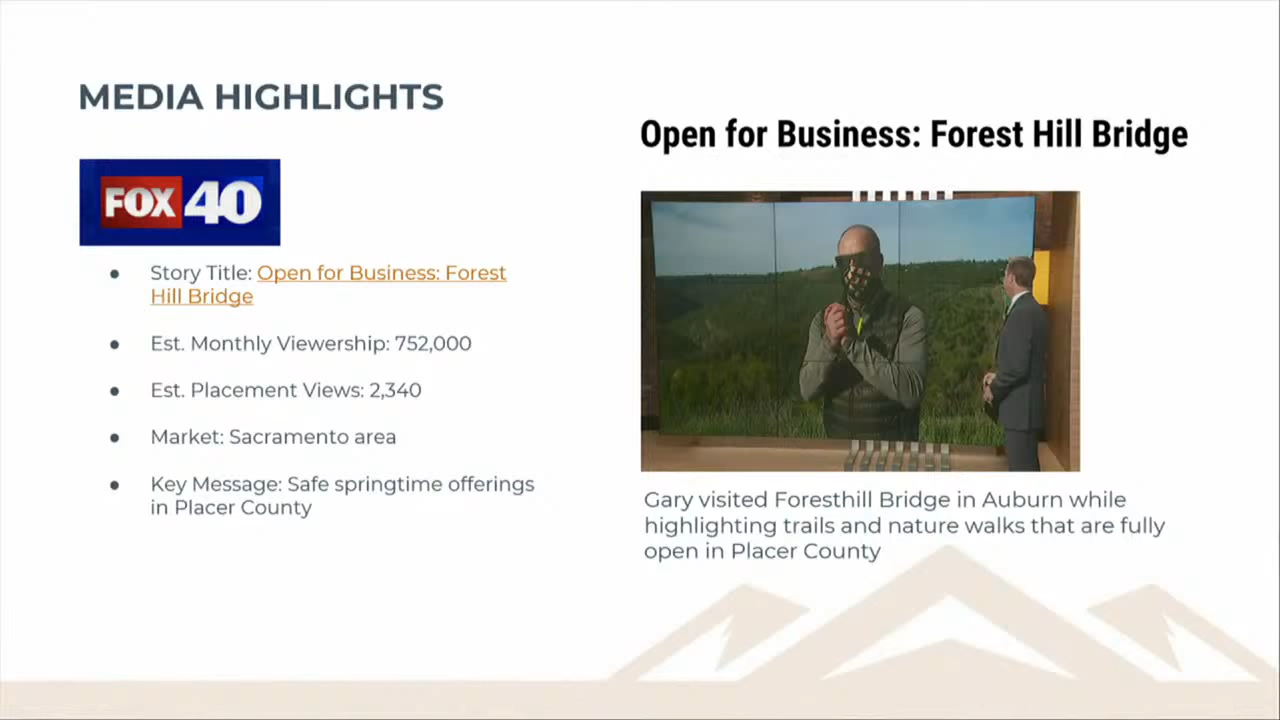 MEDIA HIGHLIGHTS
FOX 40
• Story Title: Open for Business: Forest
Hill Bridge
• Est. Monthly Viewership: 752,000
• Est. Placement Views: 2,340
• Market: Sacramento area
• Key Message: Safe springtime offerings
in Placer County
Open for Business: Forest Hill Bridge
Gary visited Foresthill Bridge in Auburn while
highlighting trails and nature walks that are fully
open in Placer County